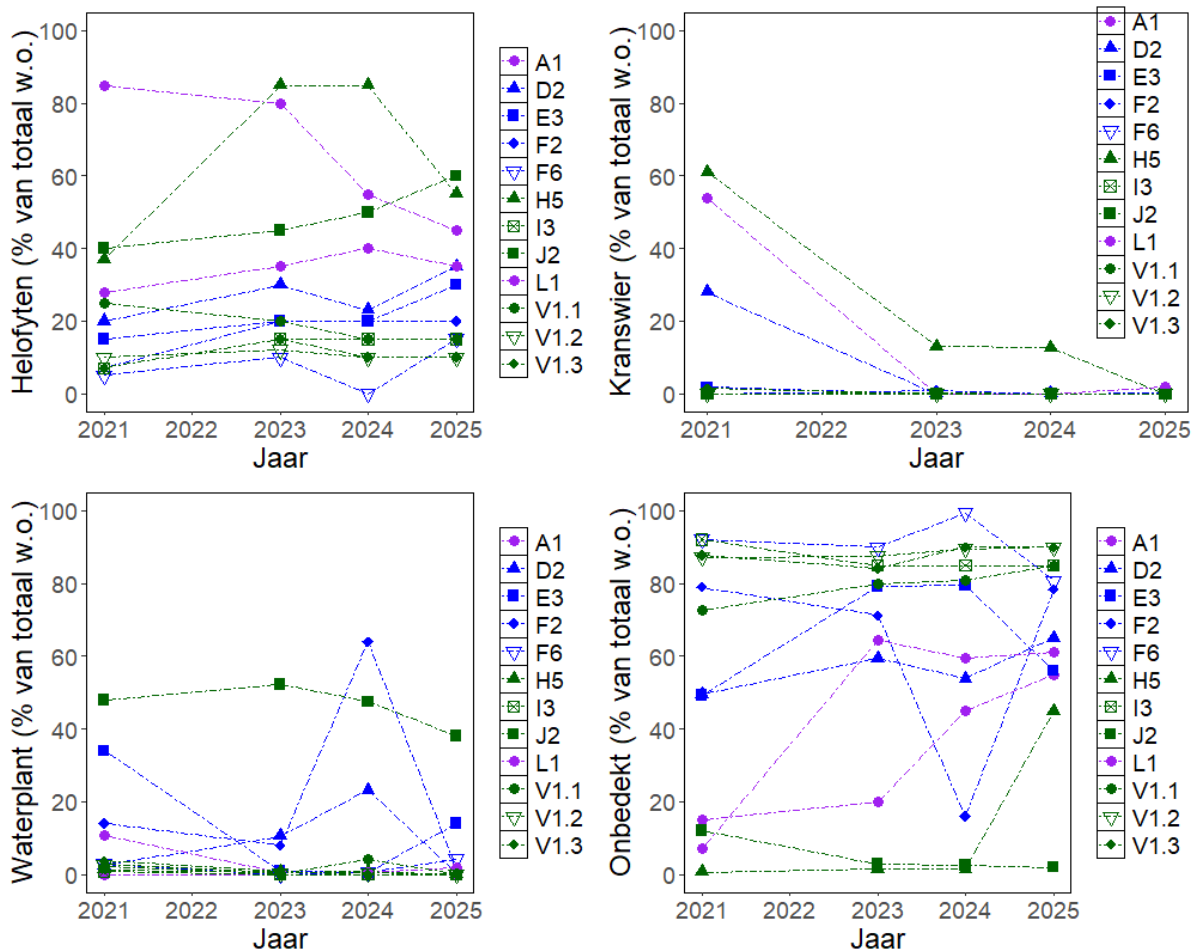 Helofyten (% van totaal w.o.)
100
80
60
40
20
0
2021 2022 2023 2024 2025
Jaar
A1
D2
E3
F2
F6
H5
I3
J2
L1
V1.1
V1.2
V1.3
Kranswier (% van totaal w.o.)
100
80
60
40
20
0
2021 2022 2023 2024 2025
Jaar
A1
D2
E3
F2
F6
H5
I3
J2
L1
V1.1
V1.2
V1.3
Waterplant (% van totaal w.o.)
100
80
60
40
20
0
2021 2022 2023 2024 2025
Jaar
A1
D2
E3
F2
F6
H5
I3
J2
L1
V1.1
V1.2
V1.3
Onbedekt (% van totaal w.o.)
100
80
60
40
20
0
2021 2022 2023 2024 2025
Jaar
A1
D2
E3
F2
F6
H5
I3
J2
L1
V1.1
V1.2
V1.3